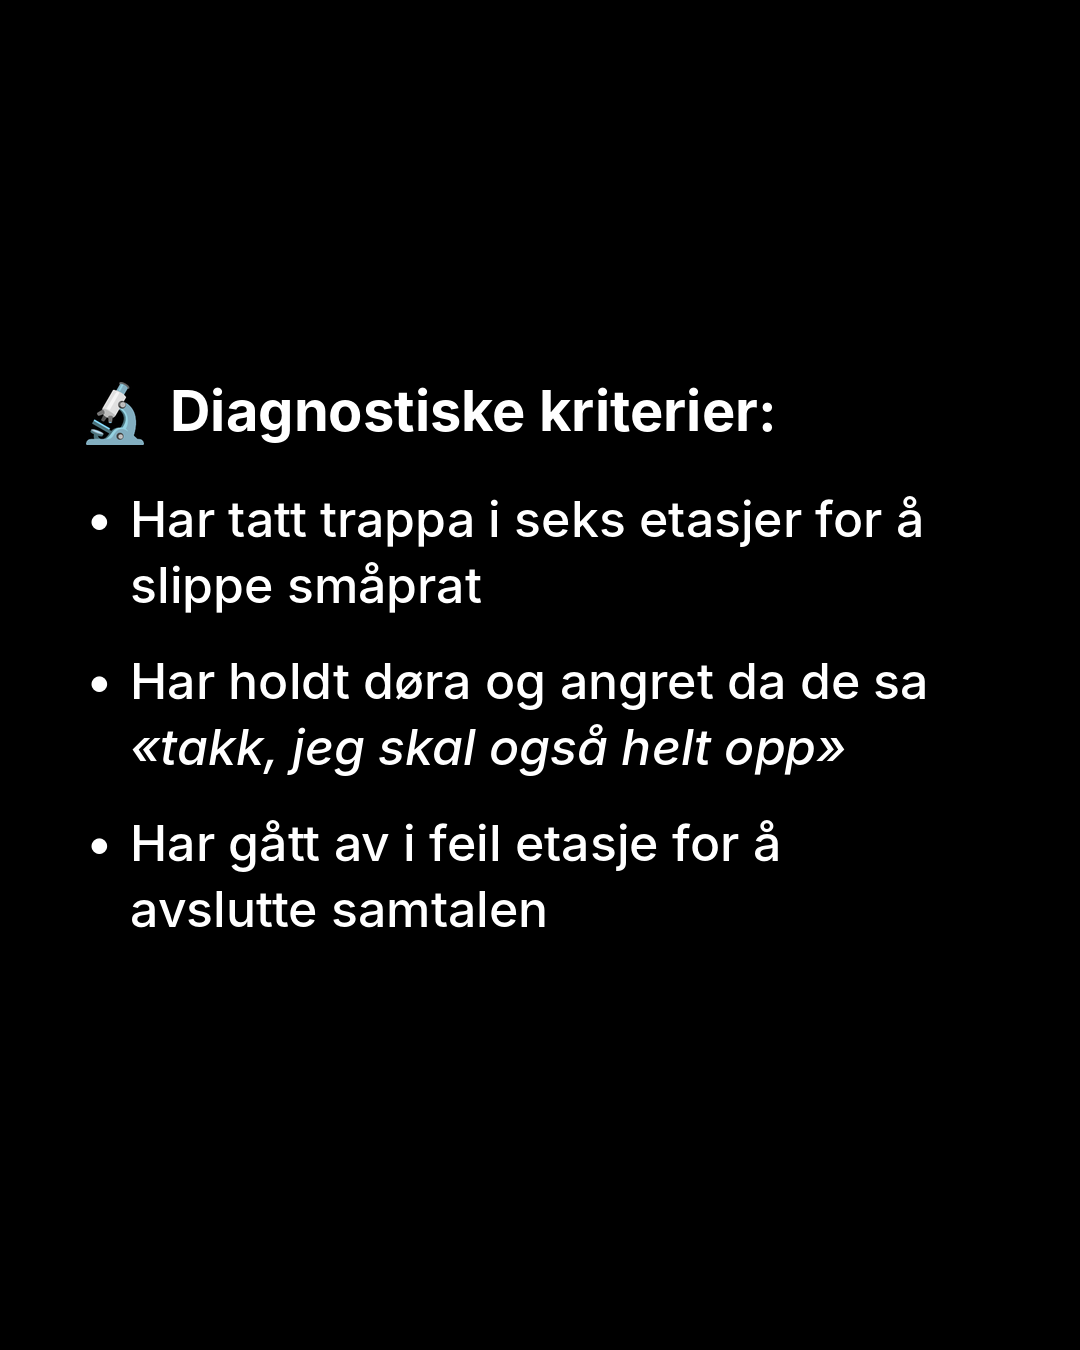 🔬 Diagnostiske kriterier:
• Har tatt trappa i seks etasjer for å
slippe småprat
• Har holdt døra og angret da de sa
«takk, jeg skal også helt opp»
• Har gått av i feil etasje for å
avslutte samtalen